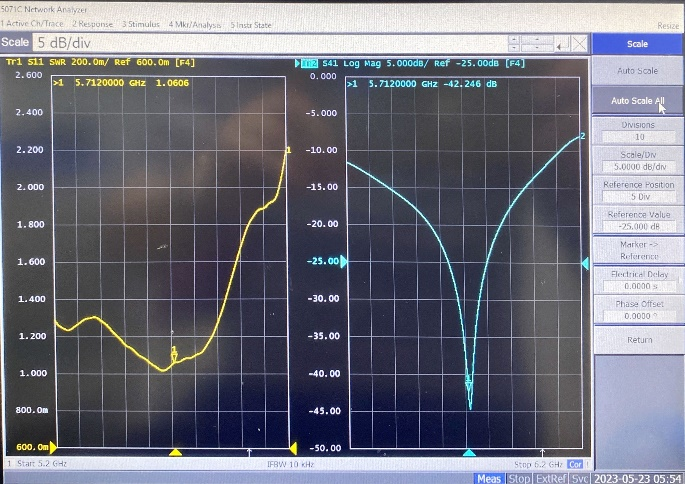 5071C Network Analyzer
1 Active Ch/Trace 2 Response 3 Stimulus 4 Mkr/Analysis 5 Instr State
Resize
Scale 5 dB/div
Tr1 S11 SWR 200.0m/ Ref 600.0m [F4]
Tr2 S41 Log Mag 5.000dB/ Ref -25.00dB [F4]
>1 5.7120000 GHz 1.0606
>1 5.7120000 GHz -42.246 dB
2.600
2.400
2.200
2.000
1.800
1.600
1.400
1.200
1.000
800.0m
600.0m
0.000
-5.000
-10.00
-15.00
-20.00
-25.00
-30.00
-35.00
-40.00
-45.00
-50.00
1
1
2
1
Scale
Auto Scale
Auto Scale All
Divisions
10
Scale/Div
5.0000 dB/div
Reference Position
5 Div
Reference Value
-25.000 dB
Marker ->
Reference
Electrical Delay
0.0000 s
Phase Offset
0.0000 °
Return
1 Start 5.2 GHz
IFBW 10 kHz
Stop 6.2 GHz Cor
Meas Stop ExtRef Svc 2023-05-23 05:54